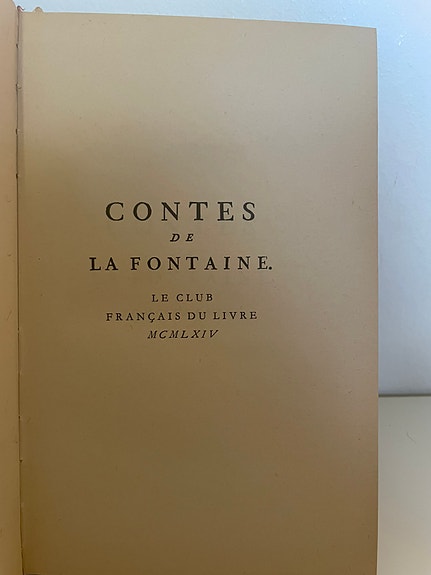 CONTES
DE
LA FONTAINE.
LE CLUB
FRANÇAIS DU LIVRE
MCMLXIV